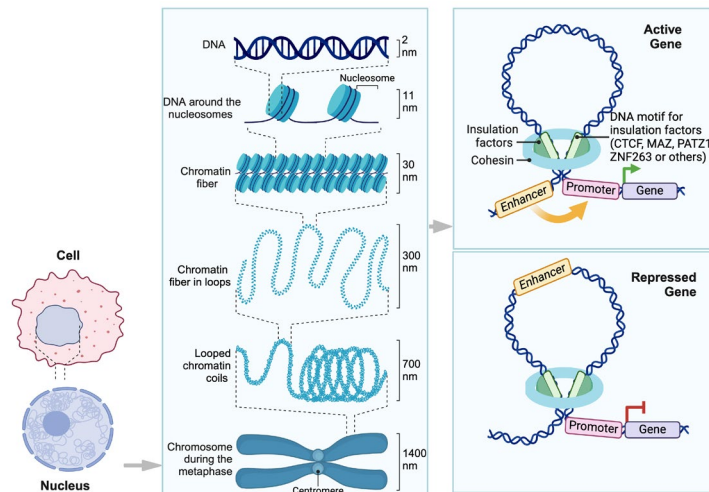 Cell
Nucleus
DNA
2
nm
Nucleosome
DNA around the
nucleosomes
11
nm
Chromatin
fiber
30
nm
Chromatin
fiber in loops
300
nm
Looped
chromatin
coils
700
nm
Chromosome
during the
metaphase
1400
nm
Centromere
Active
Gene
Insulation
factors
Cohesin
DNA motif for
insulation factors
(CTCF, MAZ, PATZ1
ZNF263 or others)
Enhancer
Promoter
Gene
Repressed
Gene
Enhancer
Promoter
Gene